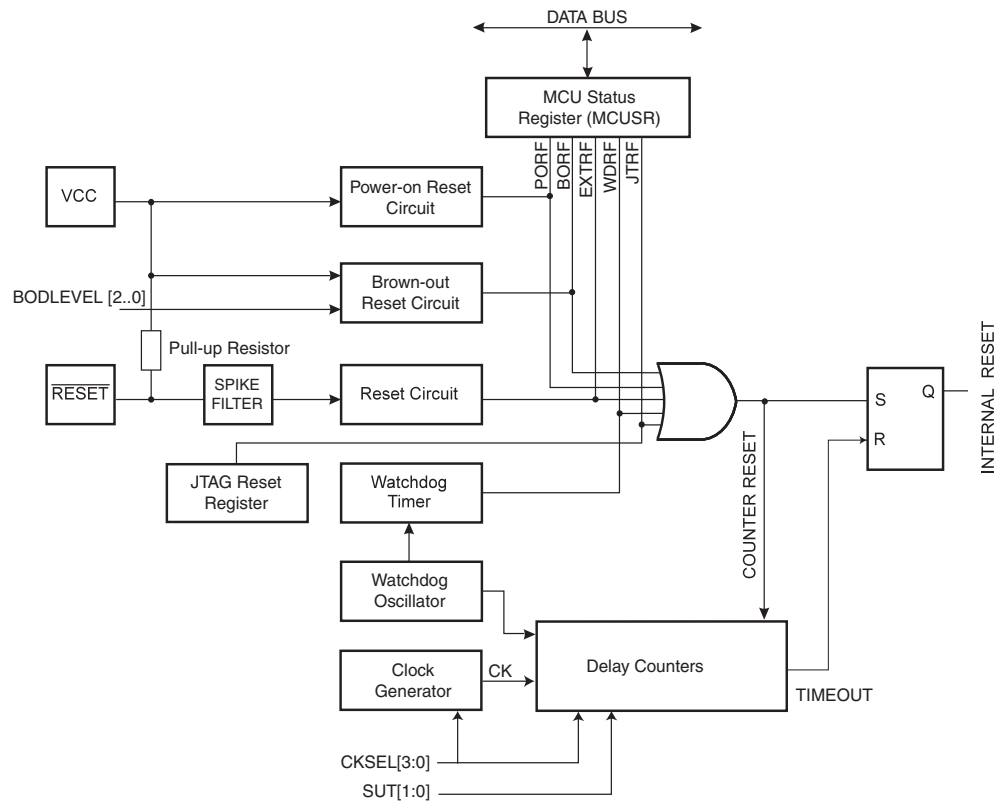 DATA BUS
MCU Status
Register (MCUSR)
PORF
BORF
EXTRF
WDRF
JTRF
VCC
Power-on Reset
Circuit
Brown-out
Reset Circuit
BODLEVEL [2..0]
Pull-up Resistor
RESET
SPIKE
FILTER
Reset Circuit
JTAG Reset
Register
Watchdog
Timer
S
Q
R
INTERNAL RESET
COUNTER RESET
Watchdog
Oscillator
Clock
Generator
CK
Delay Counters
TIMEOUT
CKSEL[3:0]
SUT[1:0]